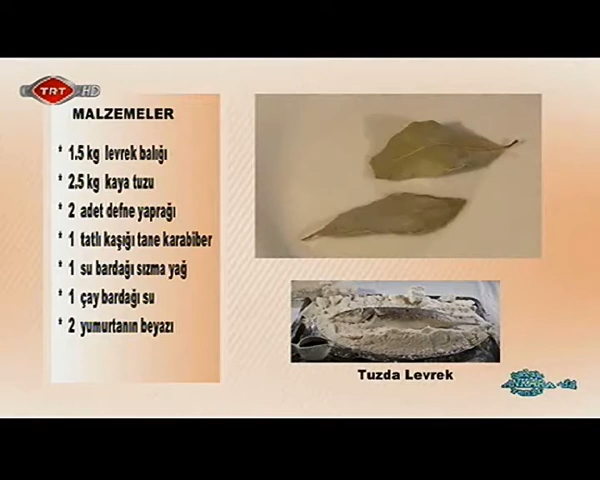 TRT HD
MALZEMELER
* 1.5 kg levrek balığı
* 2.5 kg kaya tuzu
* 2 adet defne yaprağı
* 1 tatlı kaşığı tane karabiber
* 1 su bardağı sızma yağ
* 1 çay bardağı su
* 2 yumurtanın beyazı
Tuzda Levrek
ANKARA